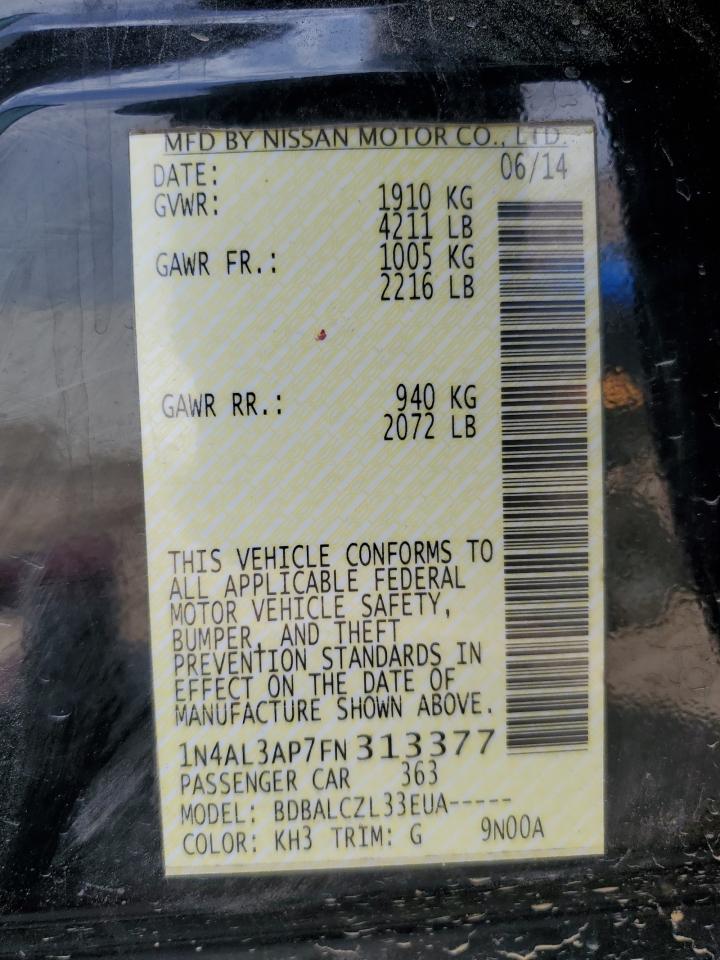 MFD BY NISSAN MOTOR CO., LTD.
DATE: 06/14
GVWR: 1910 KG
4211 LB
GAWR FR.: 1005 KG
2216 LB
GAWR RR.: 940 KG
2072 LB
THIS VEHICLE CONFORMS TO
ALL APPLICABLE FEDERAL
MOTOR VEHICLE SAFETY,
BUMPER, AND THEFT
PREVENTION STANDARDS IN
EFFECT ON THE DATE OF
MANUFACTURE SHOWN ABOVE.
1N4AL3AP7FN313377
PASSENGER CAR 363
MODEL: BDBALCZL33EUA-----
COLOR: KH3 TRIM: G 9N00A